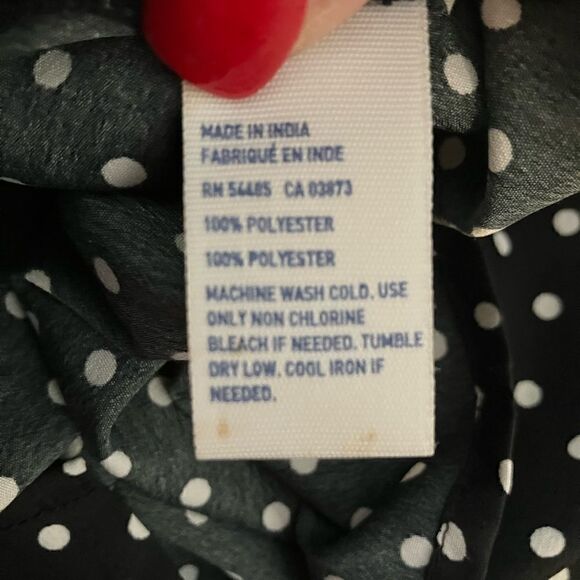 MADE IN INDIA
FABRIQUÉ EN INDE
RN 54485 CA 03873
100% POLYESTER
100% POLYESTER
MACHINE WASH COLD. USE
ONLY NON CHLORINE
BLEACH IF NEEDED. TUMBLE
DRY LOW. COOL IRON IF
NEEDED.